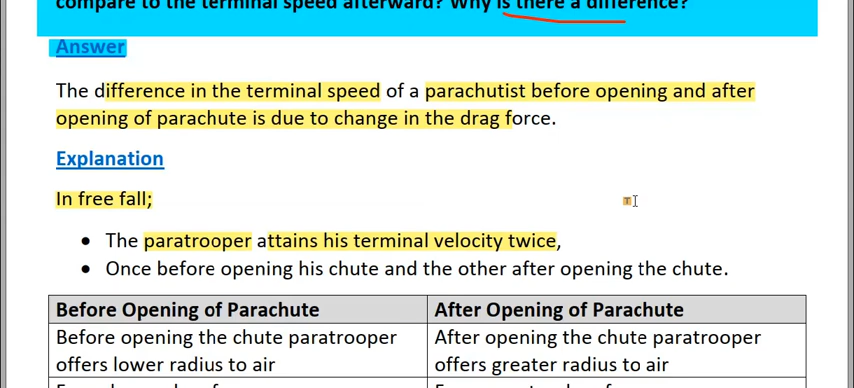 compare to the terminal speed afterward? Why is there a difference?
Answer
The difference in the terminal speed of a parachutist before opening and after
opening of parachute is due to change in the drag force.
Explanation
In free fall;
• The paratrooper attains his terminal velocity twice,
• Once before opening his chute and the other after opening the chute.
Before Opening of Parachute After Opening of Parachute
Before opening the chute paratrooper After opening the chute paratrooper
offers lower radius to air offers greater radius to air